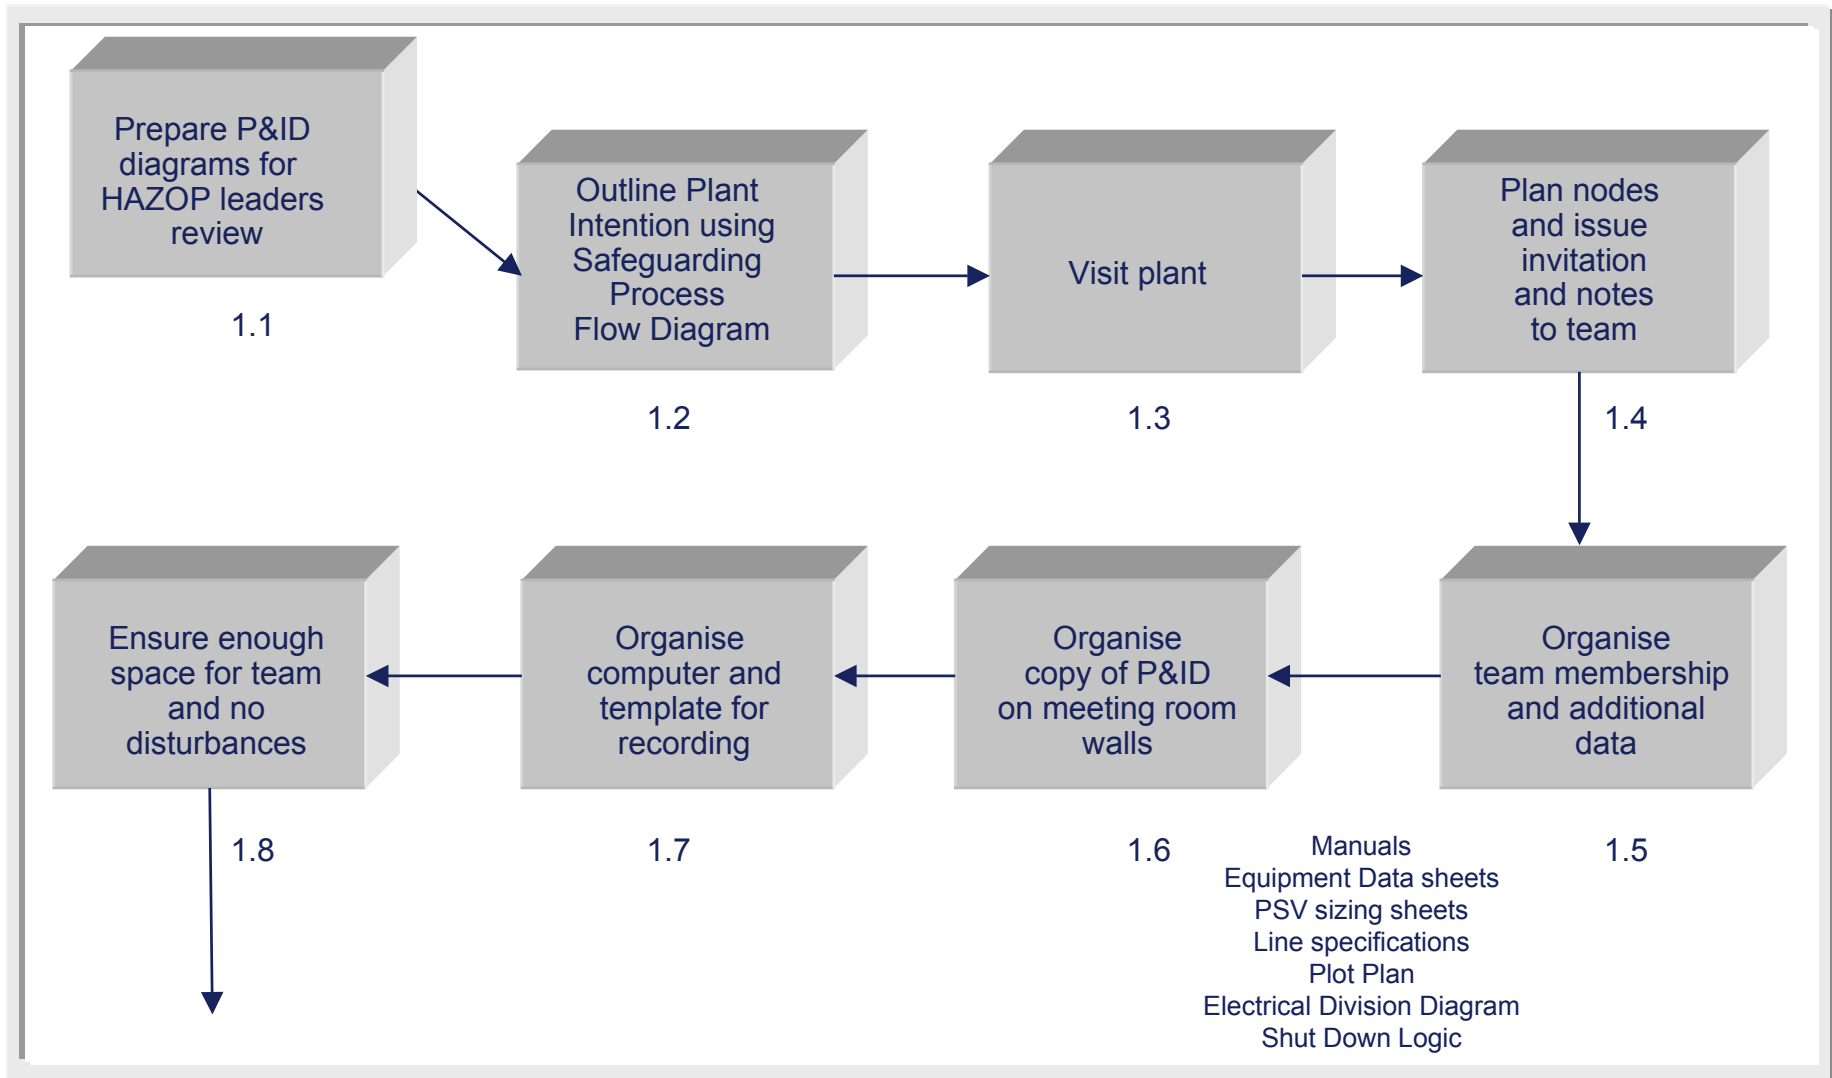 Prepare P&ID
diagrams for
HAZOP leaders
review
1.1
Outline Plant
Intention using
Safeguarding
Process
Flow Diagram
1.2
Visit plant
1.3
Plan nodes
and issue
invitation
and notes
to team
1.4
Organise
team membership
and additional
data
1.5
Manuals
Equipment Data sheets
PSV sizing sheets
Line specifications
Plot Plan
Electrical Division Diagram
Shut Down Logic
Organise
copy of P&ID
on meeting room
walls
1.6
Organise
computer and
template for
recording
1.7
Ensure enough
space for team
and no
disturbances
1.8